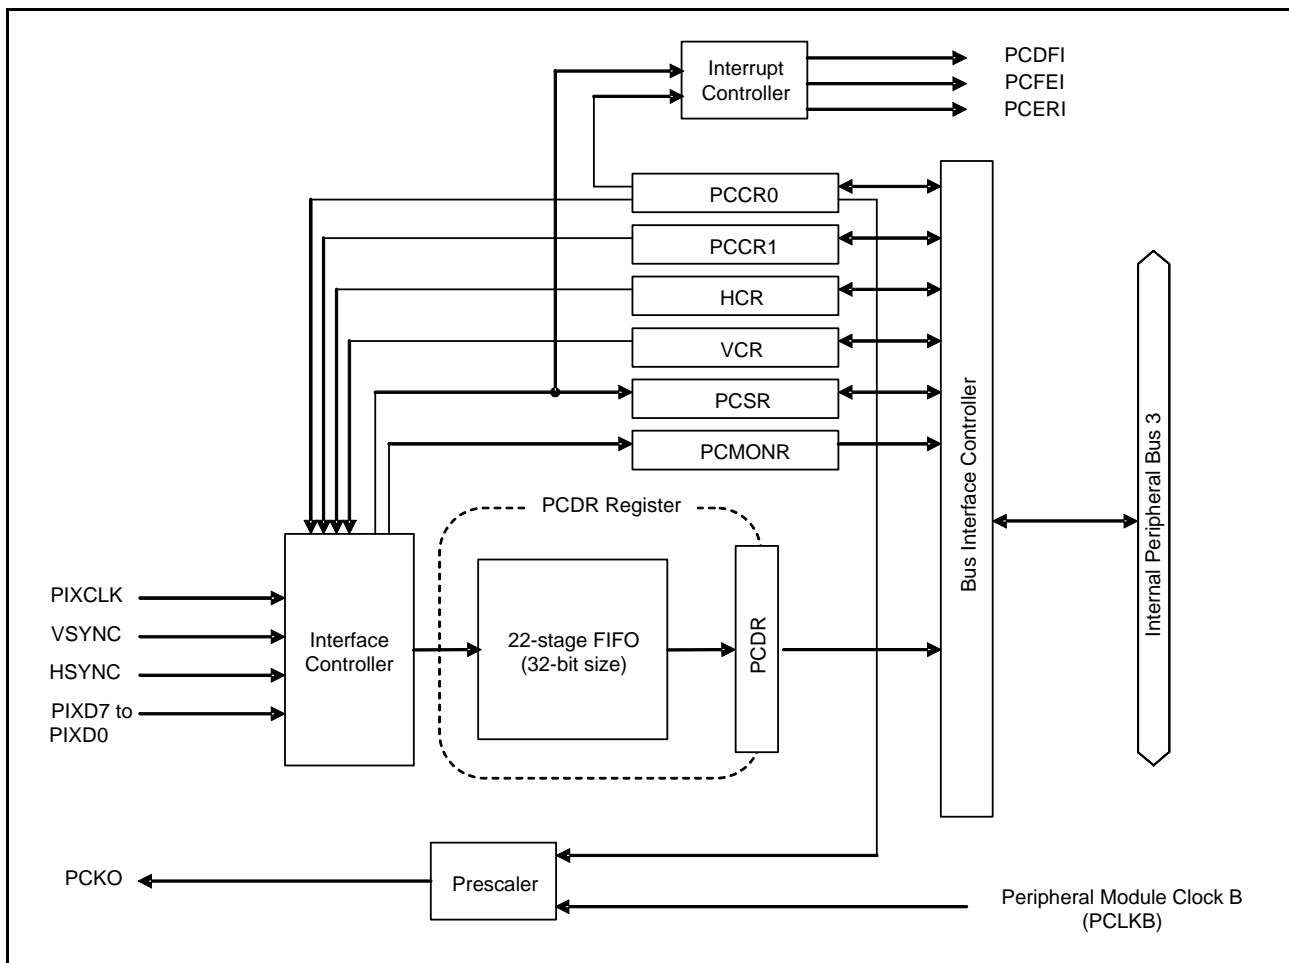 Interrupt
Controller
PCDFI
PCFEI
PCERI
PCCR0
PCCR1
HCR
VCR
PCSR
PCMONR
PCDR Register
PIXCLK
VSYNC
HSYNC
PIXD7 to
PIXD0
Interface
Controller
22-stage FIFO
(32-bit size)
PCDR
Bus Interface Controller
Internal Peripheral Bus 3
PCKO
Prescaler
Peripheral Module Clock B
(PCLKB)